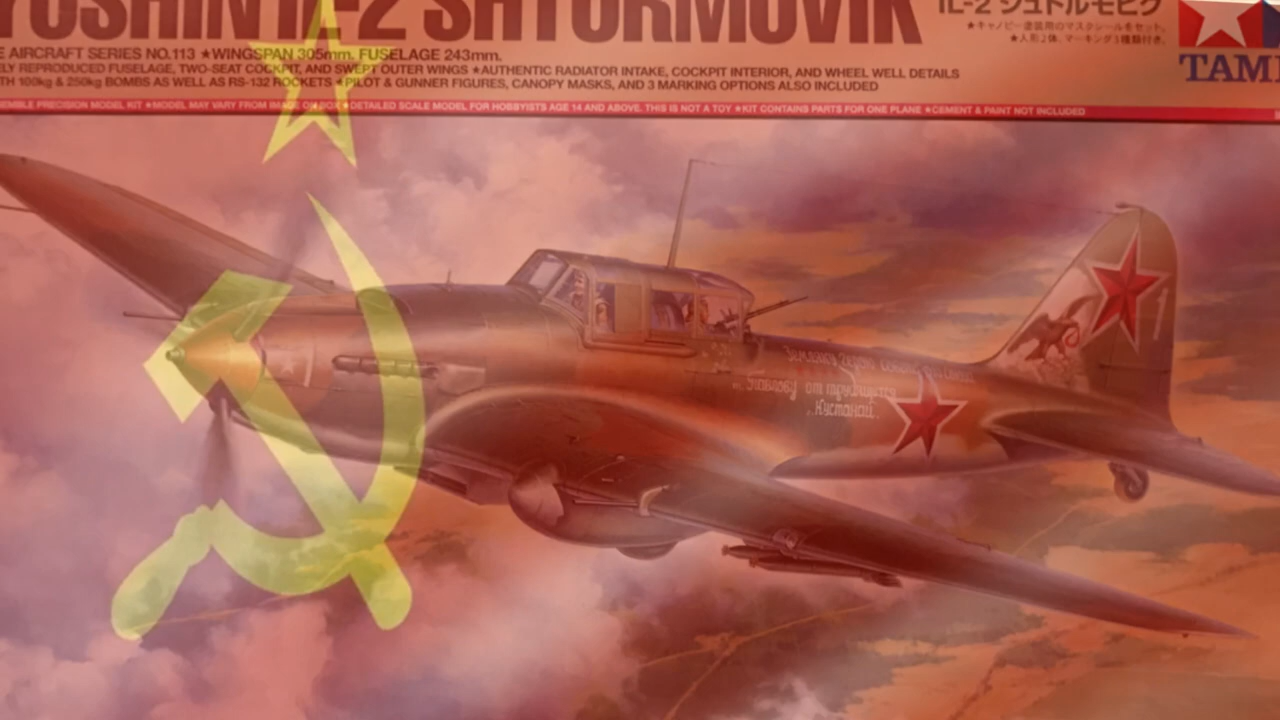 YUSHIN IL-2 SHTURMOVIK
IL-2 シュトルモビク
★キャノピー塗装用のマスクシールをセット。
★人形2体、マーキング3種類付き。
E AIRCRAFT SERIES NO.113 ★WINGSPAN 305mm. FUSELAGE 243mm.
ELY REPRODUCED FUSELAGE, TWO-SEAT COCKPIT, AND SWEPT OUTER WINGS ★AUTHENTIC RADIATOR INTAKE, COCKPIT INTERIOR, AND WHEEL WELL DETAILS
TH 100kg & 250kg BOMBS AS WELL AS RS-132 ROCKETS ★PILOT & GUNNER FIGURES, CANOPY MASKS, AND 3 MARKING OPTIONS ALSO INCLUDED
TAMI
EMBLE PRECISION MODEL KIT ★MODEL MAY VARY FROM IMAGE ON BOX ★DETAILED SCALE MODEL FOR HOBBYISTS AGE 14 AND ABOVE. THIS IS NOT A TOY ★KIT CONTAINS PARTS FOR ONE PLANE ★CEMENT & PAINT NOT INCLUDED
Павлову от трудящихся
г. Кустанай
1